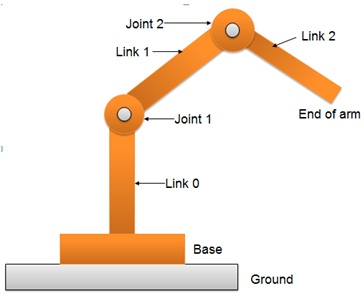 Joint 2
Link 1
Link 2
End of arm
Joint 1
Link 0
Base
Ground